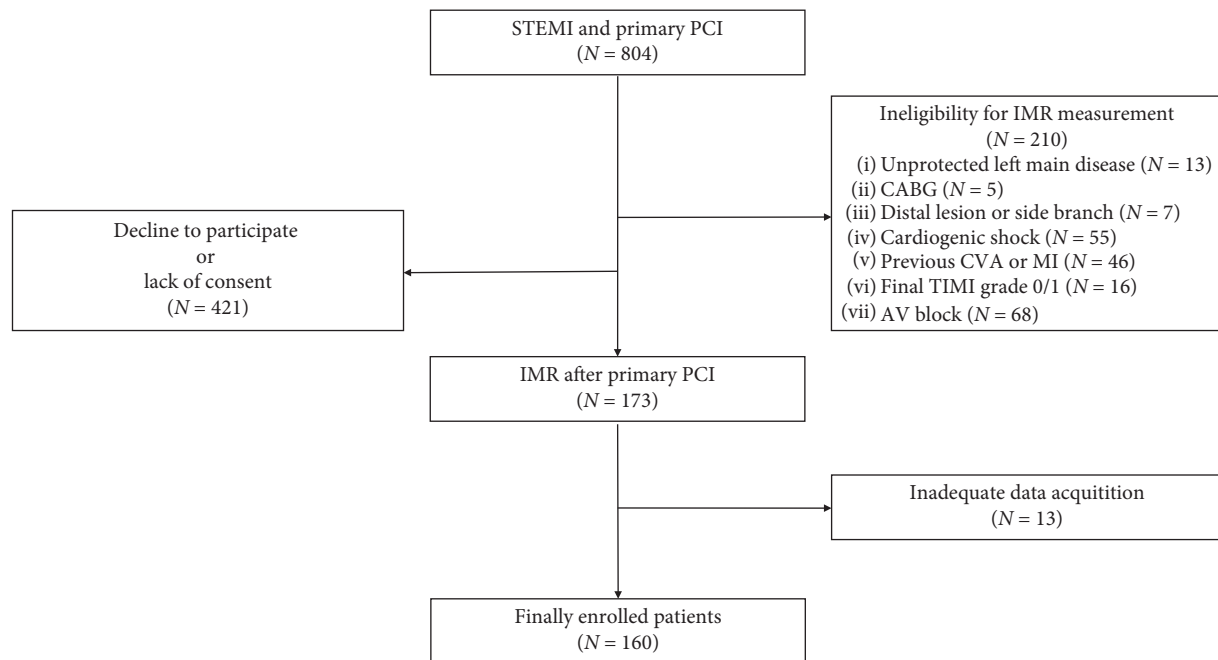 STEMI and primary PCI
(N = 804)
Ineligibility for IMR measurement
(N = 210)
(i) Unprotected left main disease (N = 13)
(ii) CABG (N = 5)
(iii) Distal lesion or side branch (N = 7)
(iv) Cardiogenic shock (N = 55)
(v) Previous CVA or MI (N = 46)
(vi) Final TIMI grade 0/1 (N = 16)
(vii) AV block (N = 68)
Decline to participate
or
lack of consent
(N = 421)
IMR after primary PCI
(N = 173)
Inadequate data acquitition
(N = 13)
Finally enrolled patients
(N = 160)